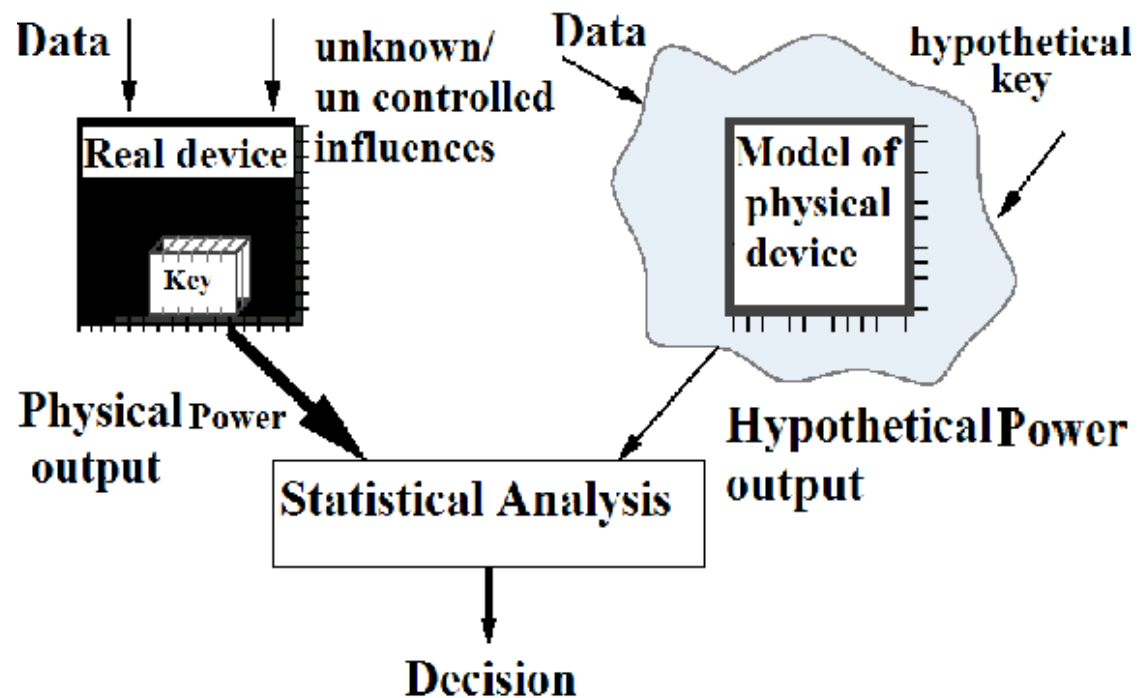 Data
unknown/
un controlled
influences
Real device
Key
Physical Power
output
Data
hypothetical
key
Model of
physical
device
Hypothetical Power
output
Statistical Analysis
Decision